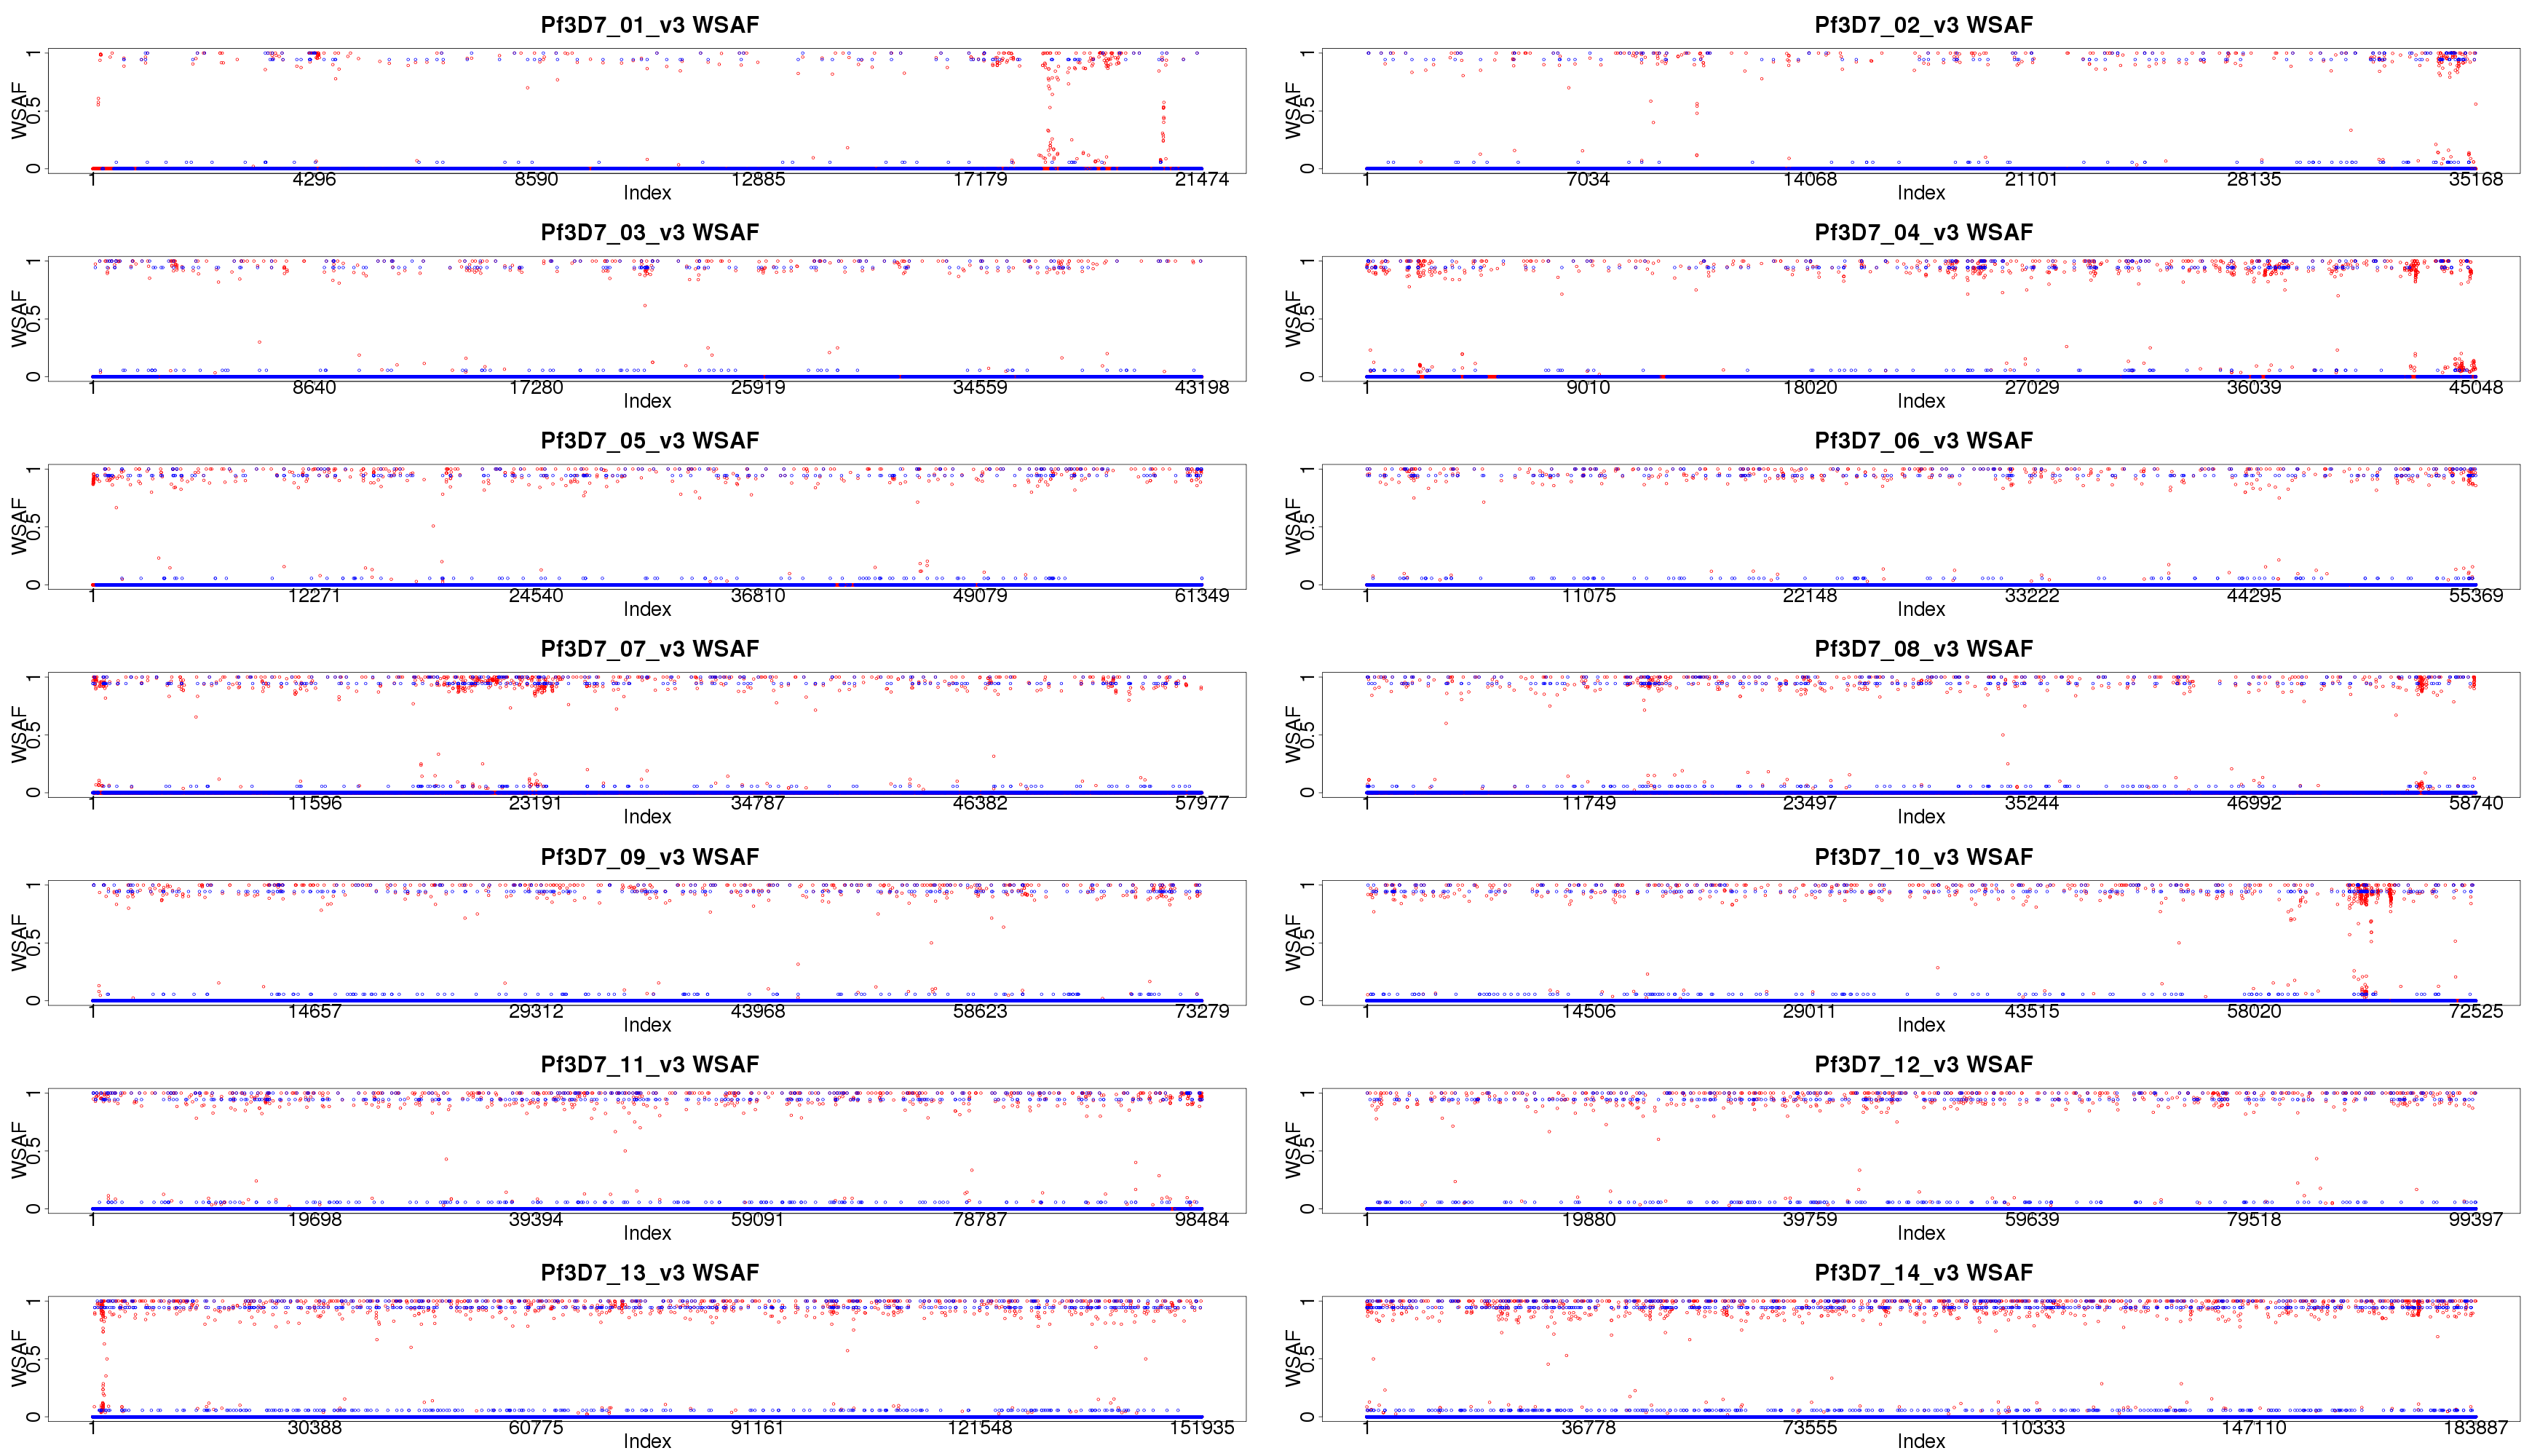 Pf3D7_01_v3 WSAF
WSAF
0 0.5 1
1 4296 8590 12885 17179 21474
Index
Pf3D7_02_v3 WSAF
WSAF
0 0.5 1
1 7034 14068 21101 28135 35168
Index
Pf3D7_03_v3 WSAF
WSAF
0 0.5 1
1 8640 17280 25919 34559 43198
Index
Pf3D7_04_v3 WSAF
WSAF
0 0.5 1
1 9010 18020 27029 36039 45048
Index
Pf3D7_05_v3 WSAF
WSAF
0 0.5 1
1 12271 24540 36810 49079 61349
Index
Pf3D7_06_v3 WSAF
WSAF
0 0.5 1
1 11075 22148 33222 44295 55369
Index
Pf3D7_07_v3 WSAF
WSAF
0 0.5 1
1 11596 23191 34787 46382 57977
Index
Pf3D7_08_v3 WSAF
WSAF
0 0.5 1
1 11749 23497 35244 46992 58740
Index
Pf3D7_09_v3 WSAF
WSAF
0 0.5 1
1 14657 29312 43968 58623 73279
Index
Pf3D7_10_v3 WSAF
WSAF
0 0.5 1
1 14506 29011 43515 58020 72525
Index
Pf3D7_11_v3 WSAF
WSAF
0 0.5 1
1 19698 39394 59091 78787 98484
Index
Pf3D7_12_v3 WSAF
WSAF
0 0.5 1
1 19880 39759 59639 79518 99397
Index
Pf3D7_13_v3 WSAF
WSAF
0 0.5 1
1 30388 60775 91161 121548 151935
Index
Pf3D7_14_v3 WSAF
WSAF
0 0.5 1
1 36778 73555 110333 147110 183887
Index